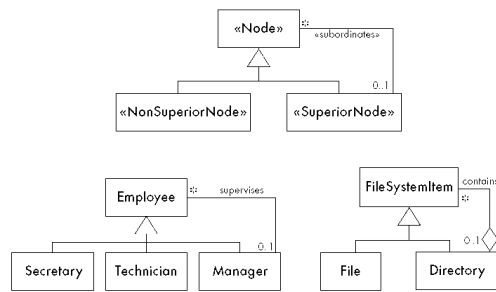 «Node»
*
«subordinates»
0..1
«NonSuperiorNode»
«SuperiorNode»
Employee
*
supervises
0..1
Secretary
Technician
Manager
FileSystemItem
contains
*
0..1
File
Directory